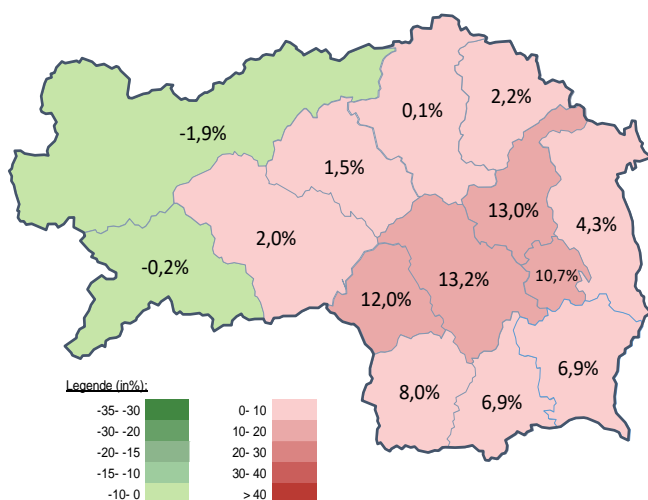 0,1%
2,2%
-1,9%
1,5%
13,0%
4,3%
2,0%
-0,2%
13,2%
10,7%
12,0%
6,9%
8,0%
6,9%
Legende (in%):
-35- -30 0- 10
-30- -20 10- 20
-20- -15 20- 30
-15- -10 30- 40
-10- 0 > 40